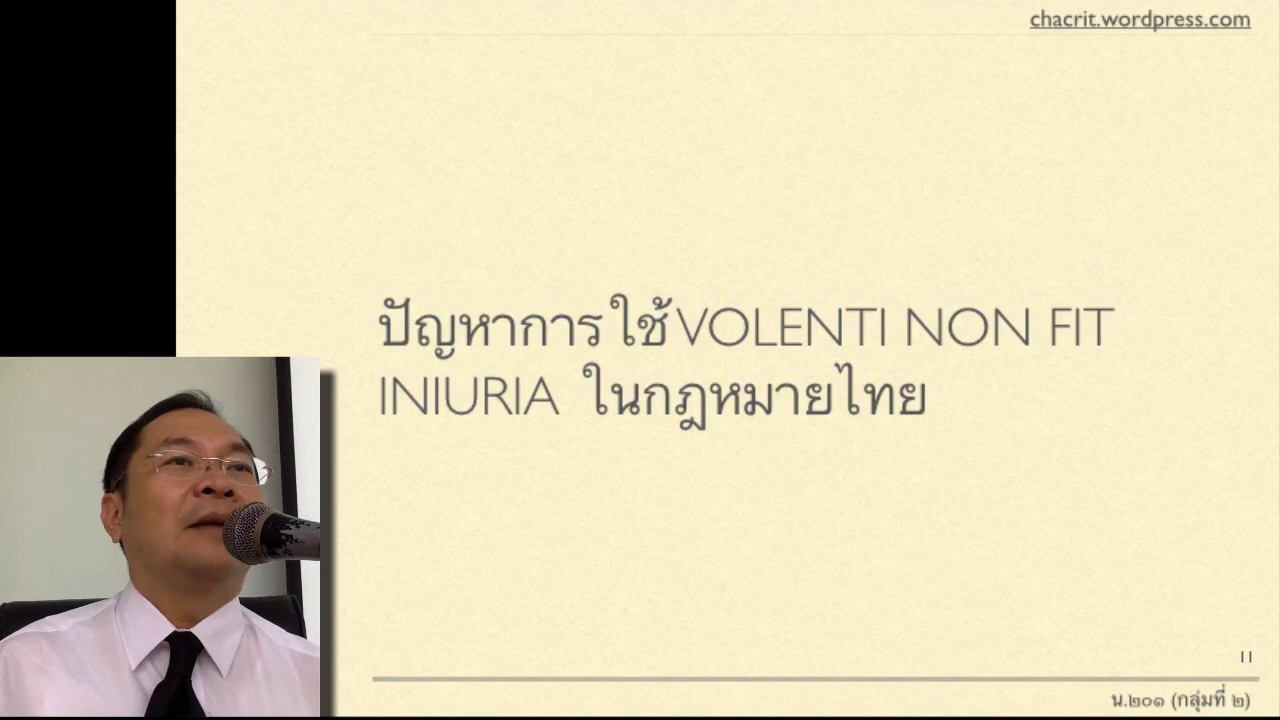 chacrit.wordpress.com
ปัญหาการใช้ VOLENTI NON FIT
INIURIA ในกฎหมายไทย
11
น.๒๐๑ (กลุ่มที่ ๒)